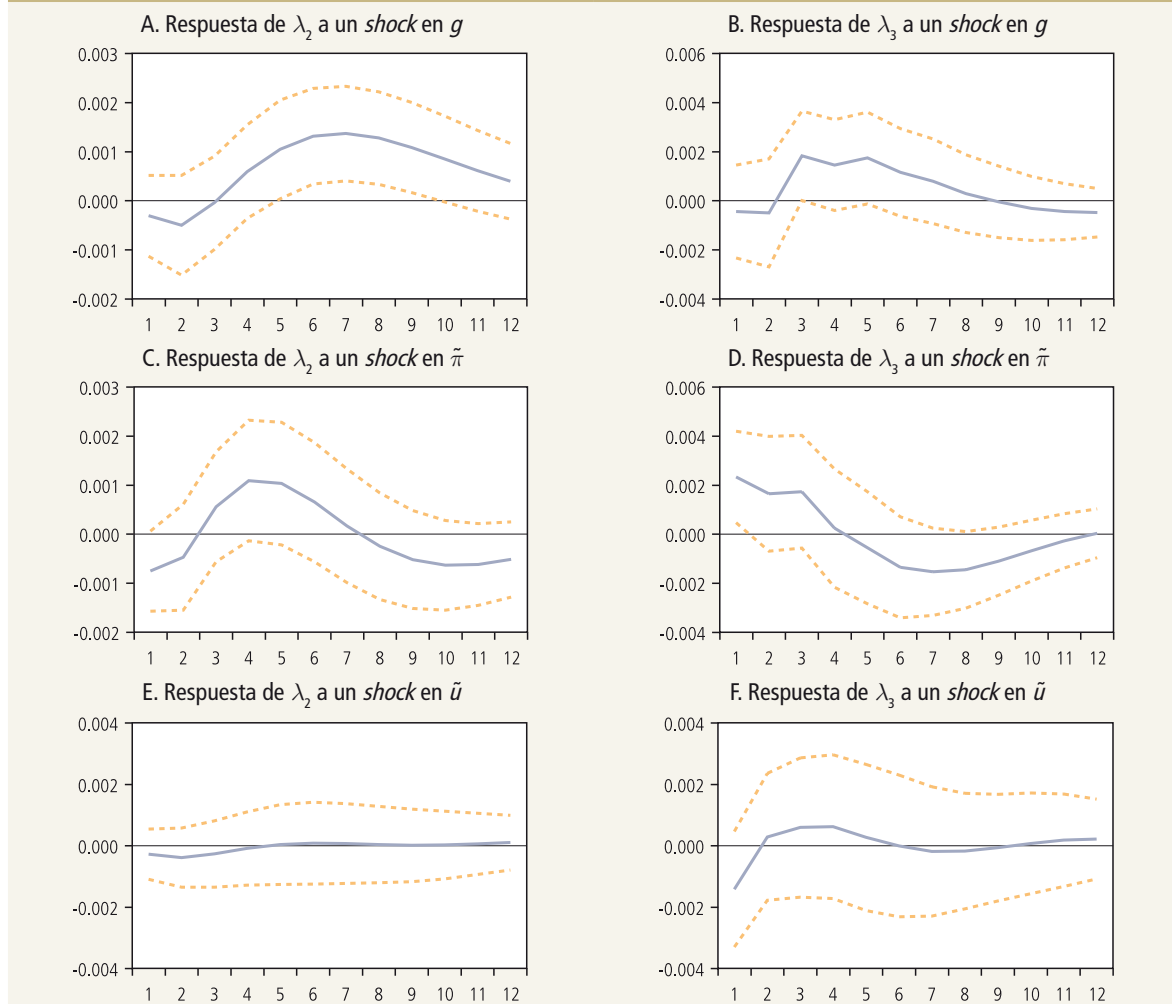 A. Respuesta de λ₂ a un shock en g
B. Respuesta de λ₃ a un shock en g
0.003
0.002
0.001
0.000
-0.001
-0.002
1 2 3 4 5 6 7 8 9 10 11 12
0.006
0.004
0.002
0.000
-0.002
-0.004
1 2 3 4 5 6 7 8 9 10 11 12
C. Respuesta de λ₂ a un shock en π̃
D. Respuesta de λ₃ a un shock en π̃
0.003
0.002
0.001
0.000
-0.001
-0.002
1 2 3 4 5 6 7 8 9 10 11 12
0.006
0.004
0.002
0.000
-0.002
-0.004
1 2 3 4 5 6 7 8 9 10 11 12
E. Respuesta de λ₂ a un shock en ũ
F. Respuesta de λ₃ a un shock en ũ
0.004
0.002
0.000
-0.002
-0.004
1 2 3 4 5 6 7 8 9 10 11 12
0.004
0.002
0.000
-0.002
-0.004
1 2 3 4 5 6 7 8 9 10 11 12